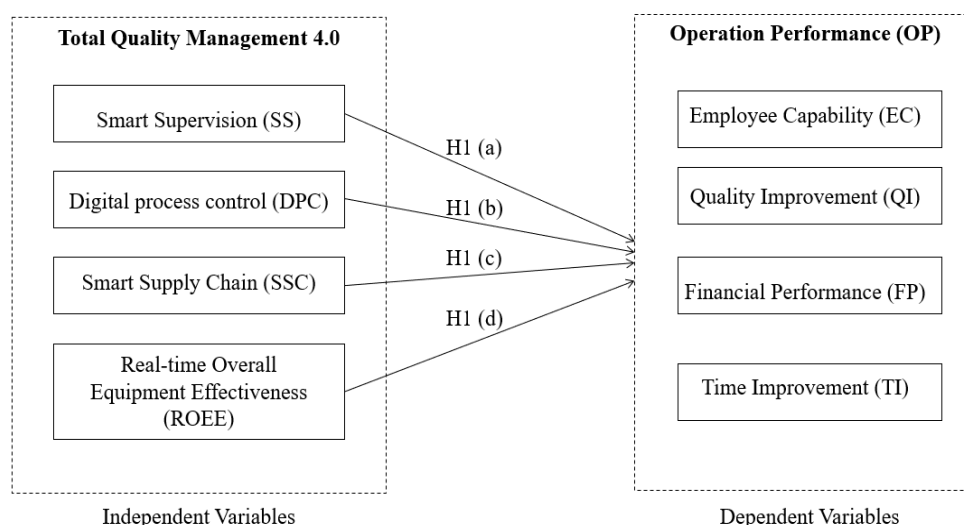 Total Quality Management 4.0
Smart Supervision (SS)
Digital process control (DPC)
Smart Supply Chain (SSC)
Real-time Overall
Equipment Effectiveness
(ROEE)
Independent Variables
H1 (a)
H1 (b)
H1 (c)
H1 (d)
Operation Performance (OP)
Employee Capability (EC)
Quality Improvement (QI)
Financial Performance (FP)
Time Improvement (TI)
Dependent Variables